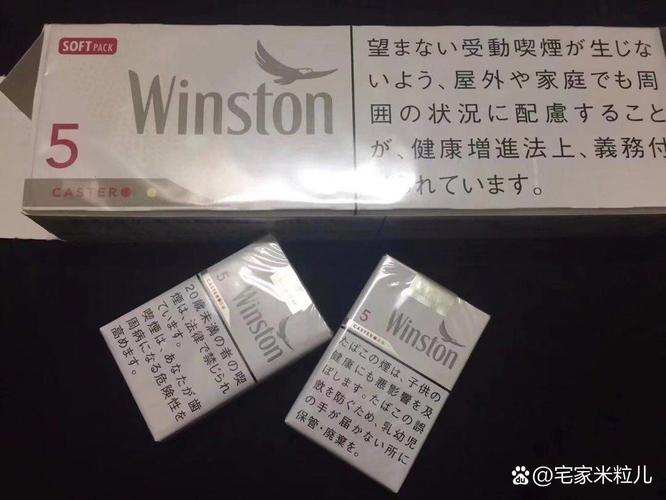 SOFT PACK
Winston
5
CASTER
望まない受動喫煙が生じな
いよう、屋外や家庭でも周
囲の状況に配慮すること
が、健康増進法上、義務付
られています。
5
CASTER
Winston
20歳未満の者の喫
煙は、法律で禁じられ
ています。
喫煙は、あなたが歯
周病になる危険性を
高めます。
5
CASTER
Winston
たばこの煙は、子供の
健康にも悪影響を及
ぼします。たばこの誤
飲を防ぐため、乳幼児
の手が届かない所に
保管・廃棄を。
@宅家米粒儿